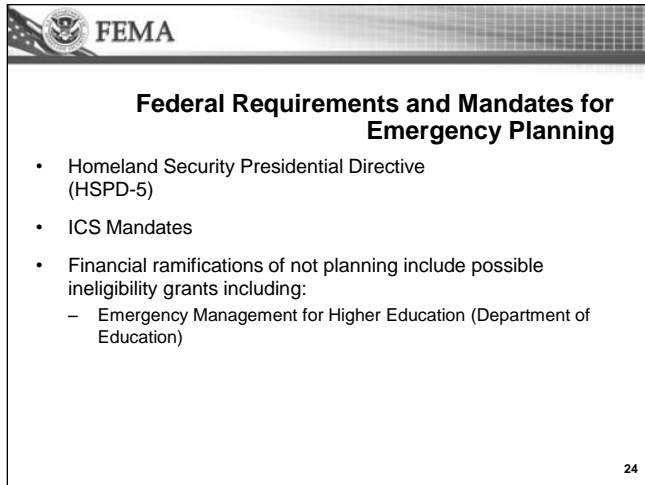 FEMA
Federal Requirements and Mandates for
Emergency Planning
• Homeland Security Presidential Directive
(HSPD-5)
• ICS Mandates
• Financial ramifications of not planning include possible
ineligibility grants including:
– Emergency Management for Higher Education (Department of
Education)
24